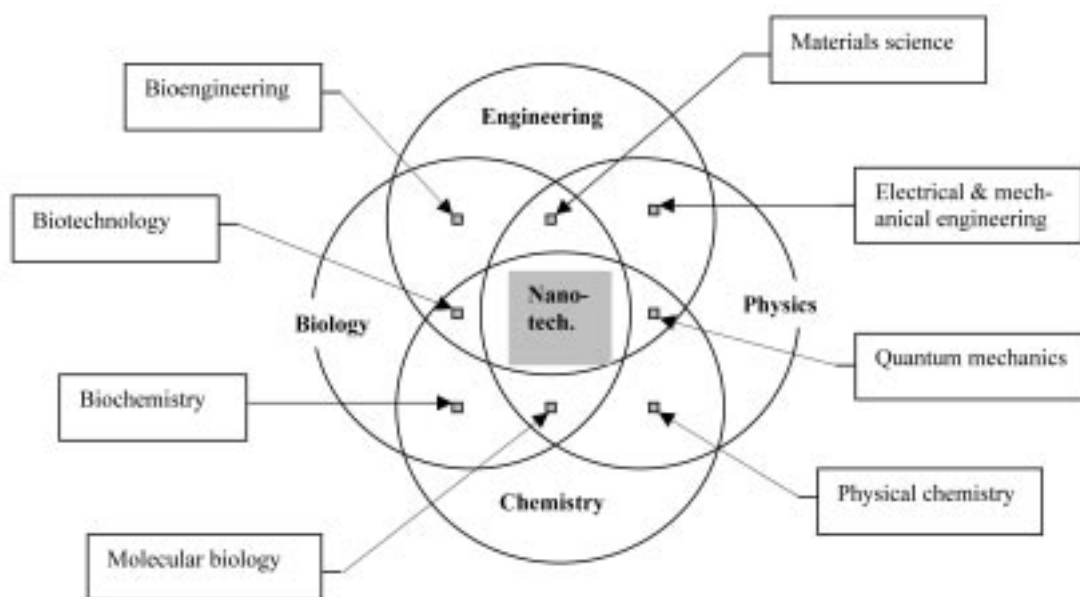 Materials science
Bioengineering
Engineering
Biotechnology
Electrical & mech-
anical engineering
Nano-
tech.
Biology
Physics
Quantum mechanics
Biochemistry
Chemistry
Physical chemistry
Molecular biology